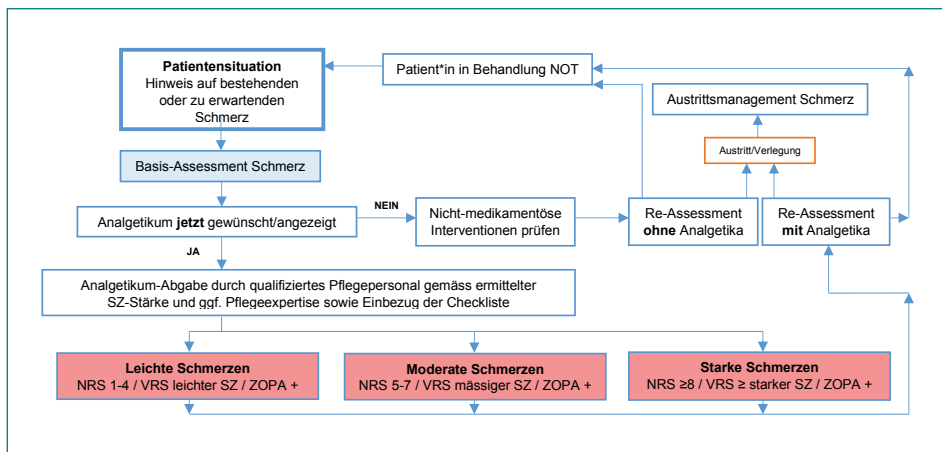 Patientensituation
Hinweis auf bestehenden
oder zu erwartenden
Schmerz
Patient*in in Behandlung NOT
Austrittsmanagement Schmerz
Austritt/Verlegung
Basis-Assessment Schmerz
Analgetikum jetzt gewünscht/angezeigt
NEIN
Nicht-medikamentöse
Interventionen prüfen
Re-Assessment
ohne Analgetika
Re-Assessment
mit Analgetika
JA
Analgetikum-Abgabe durch qualifiziertes Pflegepersonal gemäss ermittelter
SZ-Stärke und ggf. Pflegeexpertise sowie Einbezug der Checkliste
Leichte Schmerzen
NRS 1-4 / VRS leichter SZ / ZOPA +
Moderate Schmerzen
NRS 5-7 / VRS mässiger SZ / ZOPA +
Starke Schmerzen
NRS ≥8 / VRS ≥ starker SZ / ZOPA +